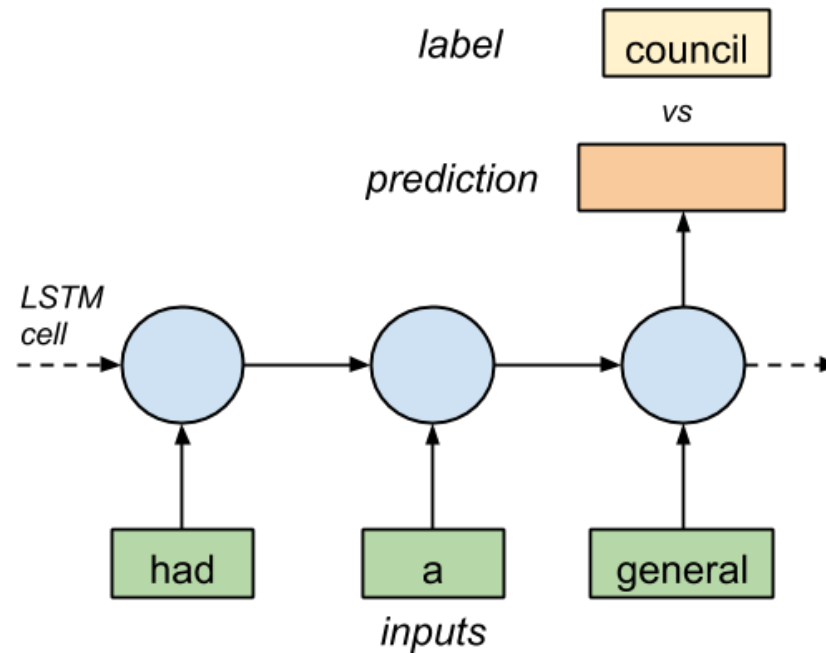 label
council
vs
prediction
LSTM
cell
had
a
general
inputs